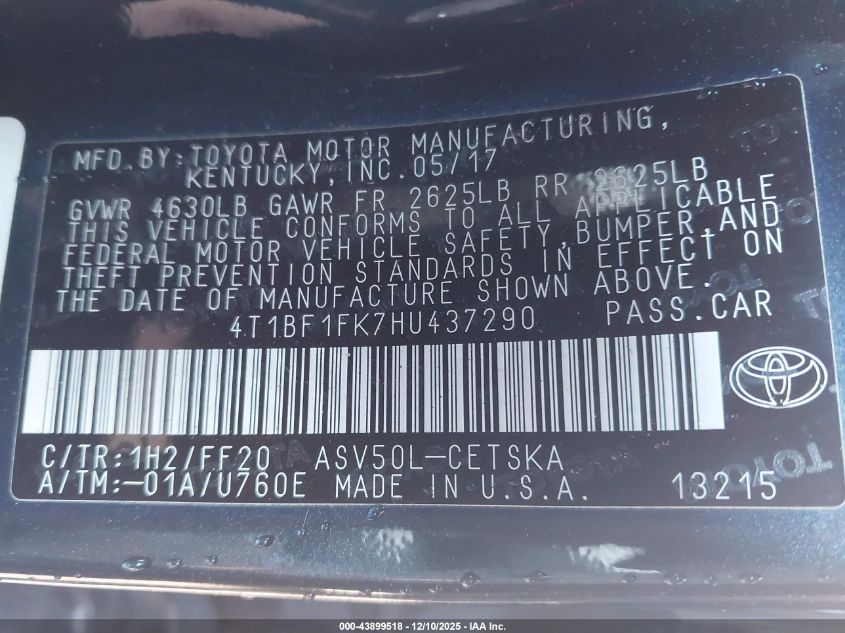 MFD.BY:TOYOTA MOTOR MANUFACTURING,
KENTUCKY,INC.05/17
GVWR 4630LB GAWR FR 2625LB RR 2625LB
THIS VEHICLE CONFORMS TO ALL APPLICABLE
FEDERAL MOTOR VEHICLE SAFETY,BUMPER,AND
THEFT PREVENTION STANDARDS IN EFFECT ON
THE DATE OF MANUFACTURE SHOWN ABOVE.
4T1BF1FK7HU437290 PASS.CAR
C/TR:1H2/FF20 ASV50L-CETSKA
A/TM:-01A/U760E MADE IN U.S.A. 13215
000-43899518 - 12/10/2025 - IAA Inc.